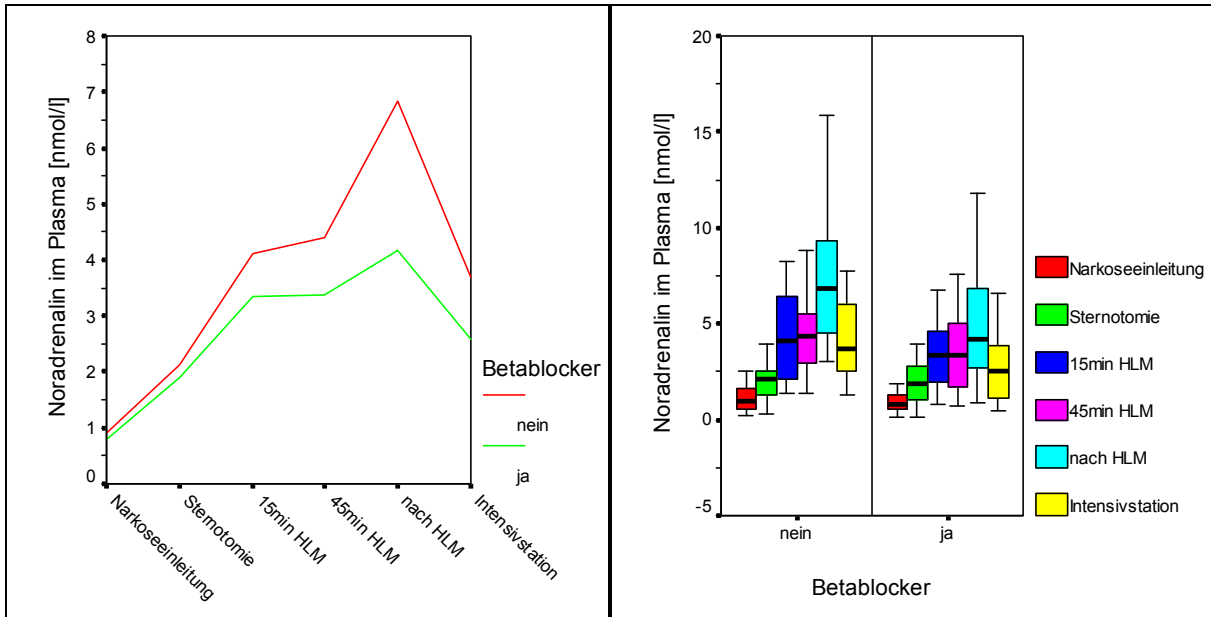 Noradrenalin im Plasma [nmol/l]
8
7
6
5
4
3
2
1
0
Narkoseeinleitung
Sternotomie
15min HLM
45min HLM
nach HLM
Intensivstation
Betablocker
nein
ja
Noradrenalin im Plasma [nmol/l]
20
15
10
5
0
-5
nein
ja
Betablocker
Narkoseeinleitung
Sternotomie
15min HLM
45min HLM
nach HLM
Intensivstation